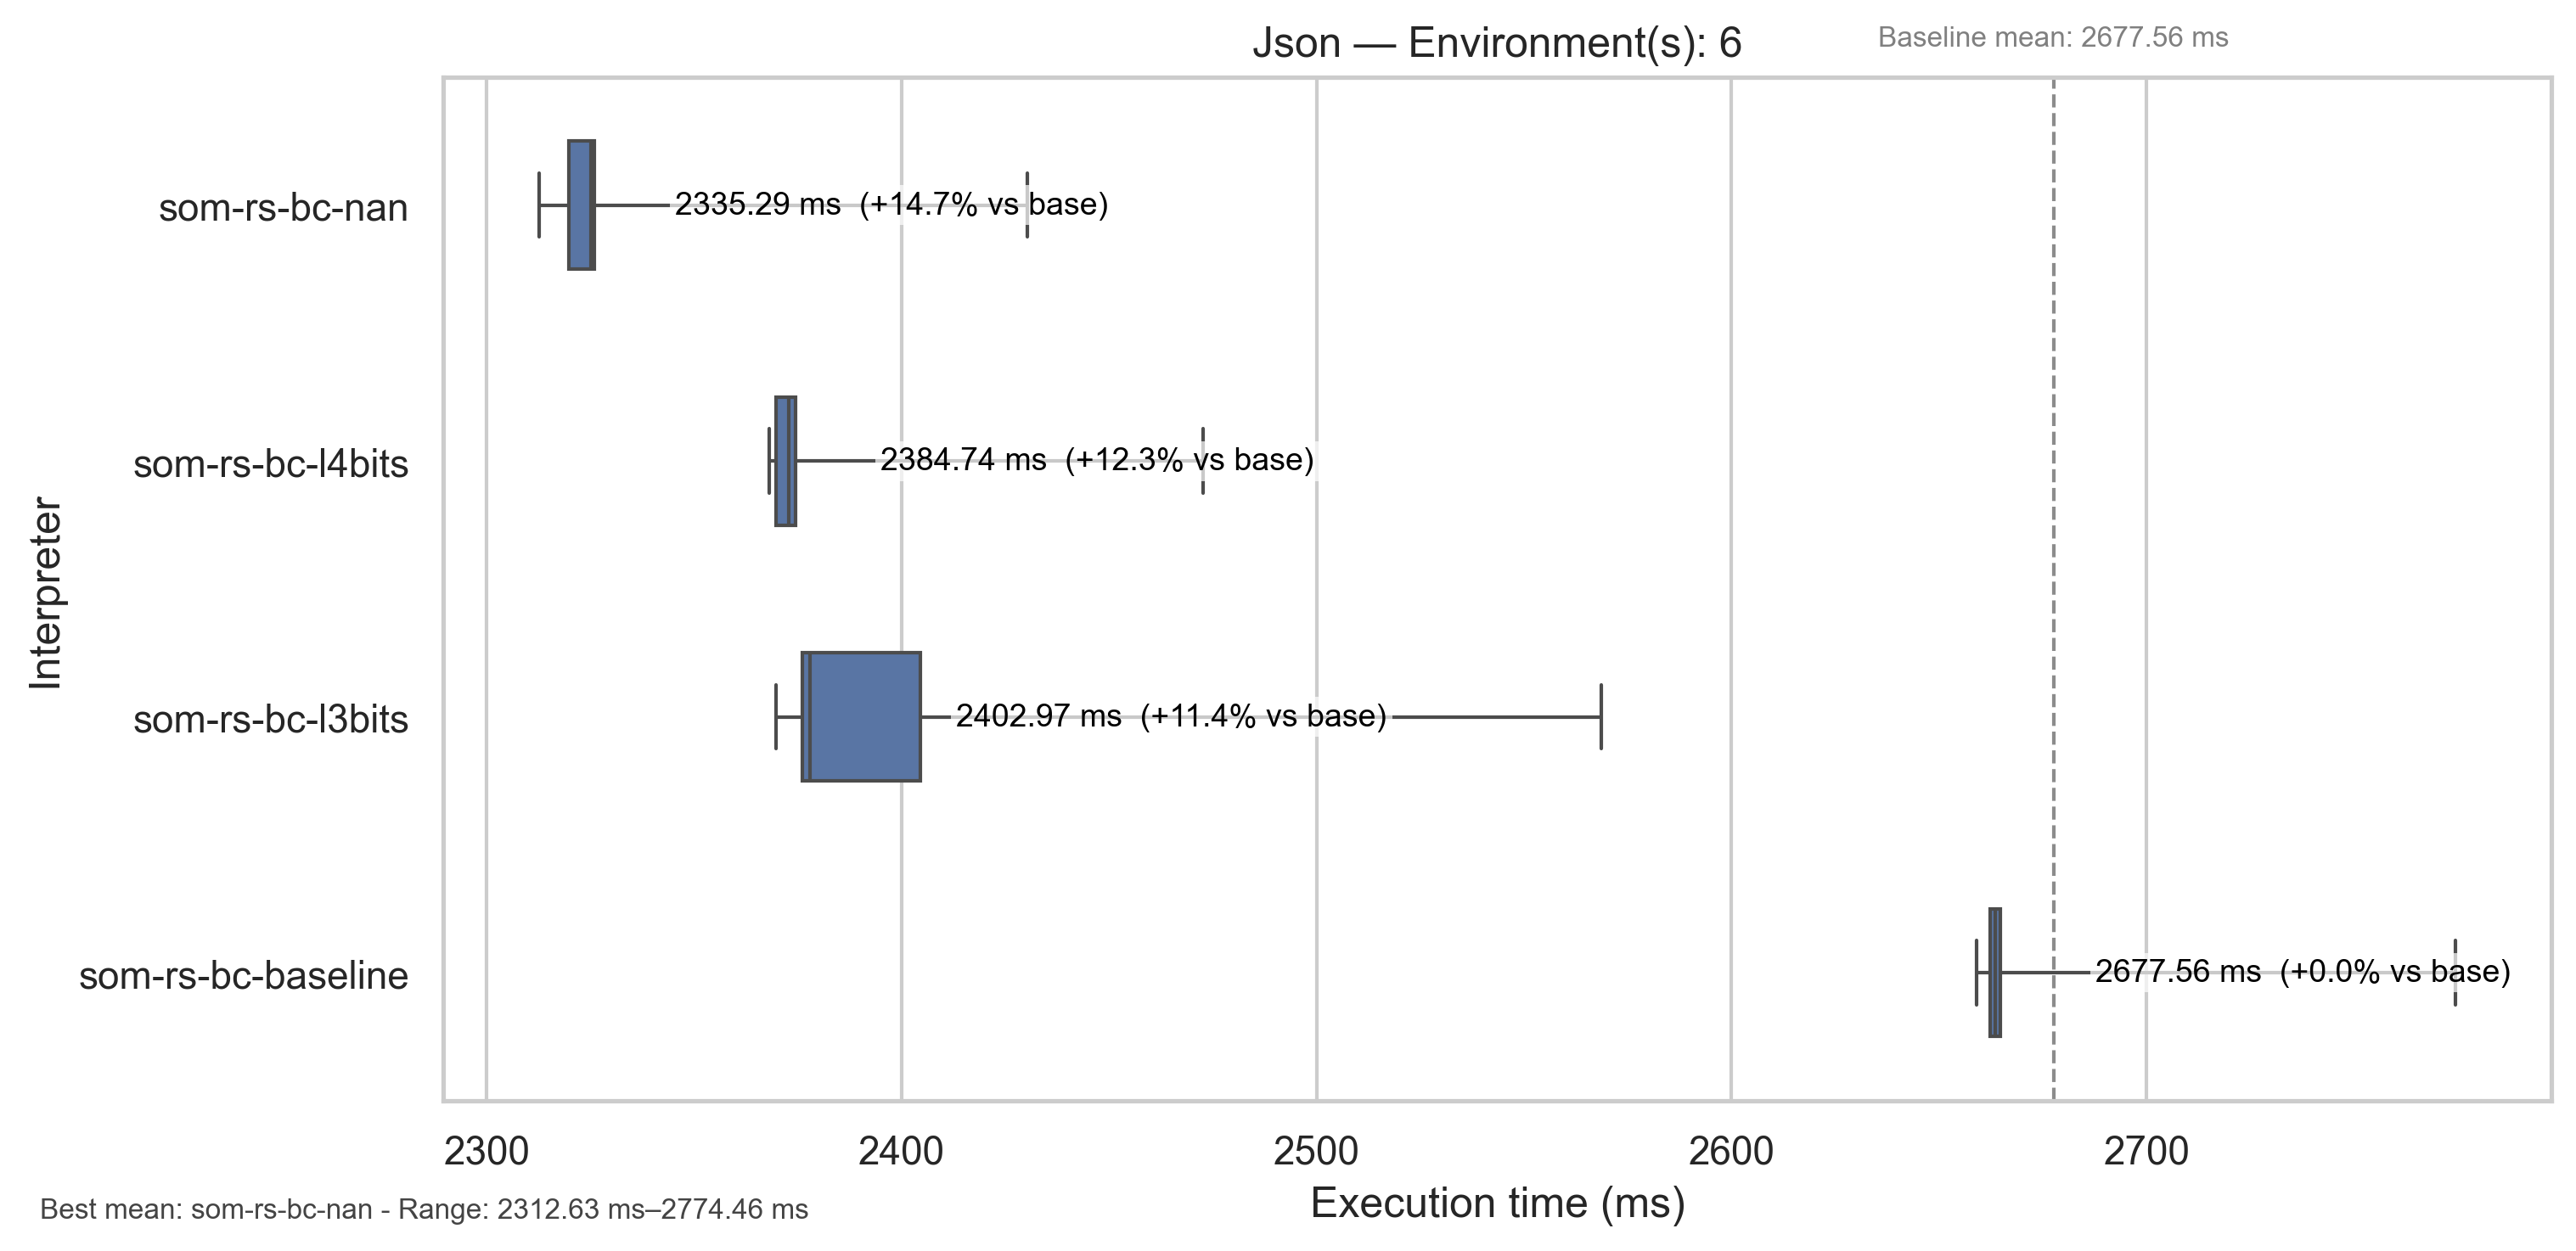 Json — Environment(s): 6
Baseline mean: 2677.56 ms
Interpreter
som-rs-bc-nan
2335.29 ms (+14.7% vs base)
som-rs-bc-l4bits
2384.74 ms (+12.3% vs base)
som-rs-bc-l3bits
2402.97 ms (+11.4% vs base)
som-rs-bc-baseline
2677.56 ms (+0.0% vs base)
2300 2400 2500 2600 2700
Execution time (ms)
Best mean: som-rs-bc-nan - Range: 2312.63 ms–2774.46 ms